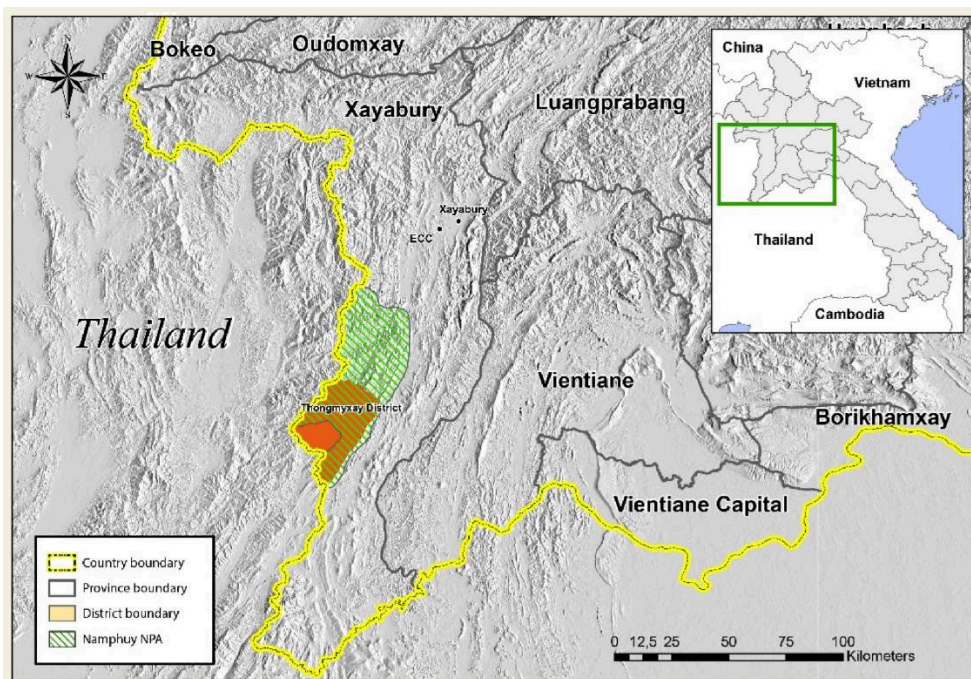 Bokeo
Oudomxay
Xayabury
Luangprabang
N
W
S
China
Vietnam
Thailand
Cambodia
Xayabury
ECC
Thailand
Thongmyxay District
Vientiane
Borikhamxay
Vientiane Capital
Country boundary
Province boundary
District boundary
Namphuy NPA
0 12,5 25 50 75 100
Kilometers